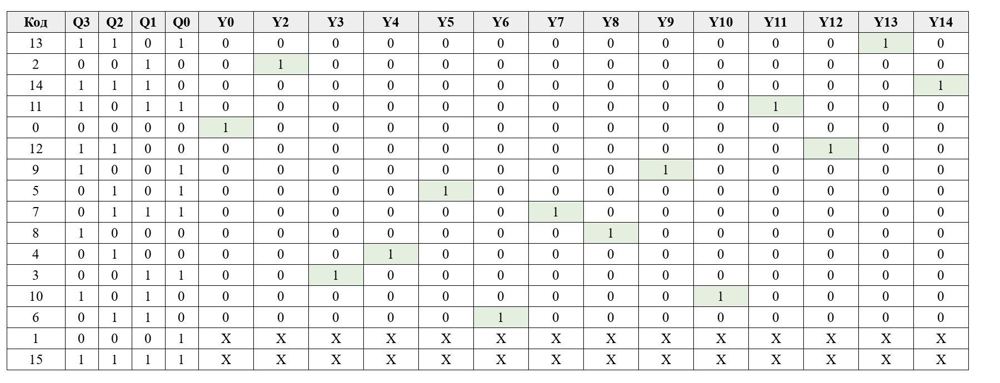 Код Q3 Q2 Q1 Q0 Y0 Y2 Y3 Y4 Y5 Y6 Y7 Y8 Y9 Y10 Y11 Y12 Y13 Y14
13 1 1 0 1 0 0 0 0 0 0 0 0 0 0 0 0 1 0
2 0 0 1 0 0 1 0 0 0 0 0 0 0 0 0 0 0 0
14 1 1 1 0 0 0 0 0 0 0 0 0 0 0 0 0 0 1
11 1 0 1 1 0 0 0 0 0 0 0 0 0 0 1 0 0 0
0 0 0 0 0 1 0 0 0 0 0 0 0 0 0 0 0 0 0
12 1 1 0 0 0 0 0 0 0 0 0 0 0 0 0 1 0 0
9 1 0 0 1 0 0 0 0 0 0 0 0 1 0 0 0 0 0
5 0 1 0 1 0 0 0 0 1 0 0 0 0 0 0 0 0 0
7 0 1 1 1 0 0 0 0 0 0 1 0 0 0 0 0 0 0
8 1 0 0 0 0 0 0 0 0 0 0 1 0 0 0 0 0 0
4 0 1 0 0 0 0 0 1 0 0 0 0 0 0 0 0 0 0
3 0 0 1 1 0 0 1 0 0 0 0 0 0 0 0 0 0 0
10 1 0 1 0 0 0 0 0 0 0 0 0 0 1 0 0 0 0
6 0 1 1 0 0 0 0 0 0 1 0 0 0 0 0 0 0 0
1 0 0 0 1 X X X X X X X X X X X X X X
15 1 1 1 1 X X X X X X X X X X X X X X